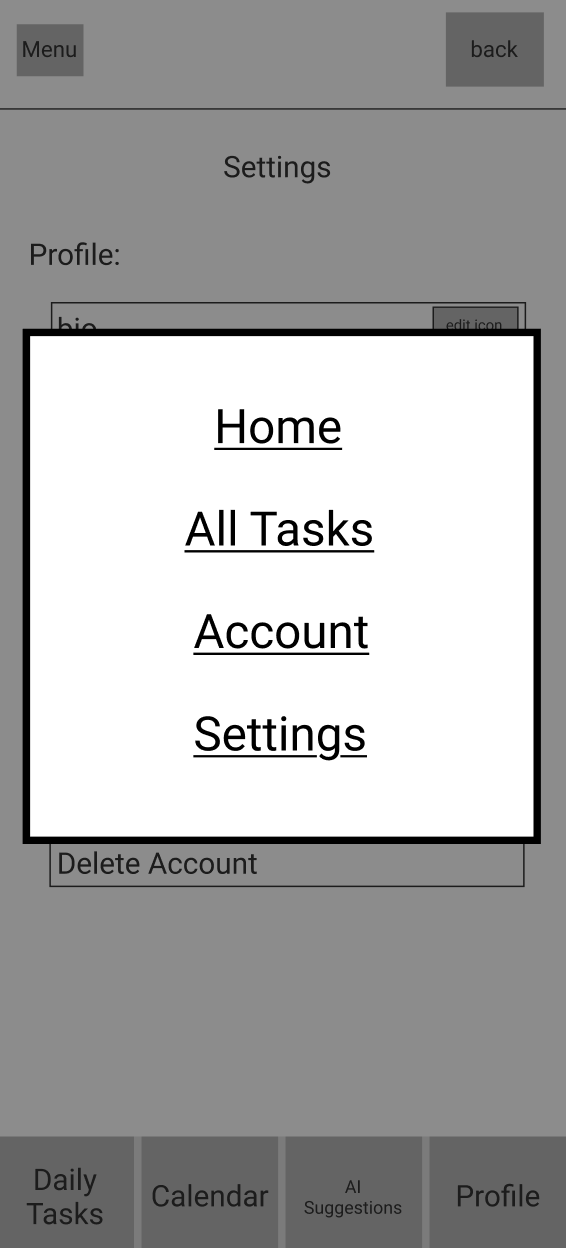 Menu
back
Settings
Profile:
bio
edit icon
Home
All Tasks
Account
Settings
Delete Account
Daily
Tasks
Calendar
AI
Suggestions
Profile